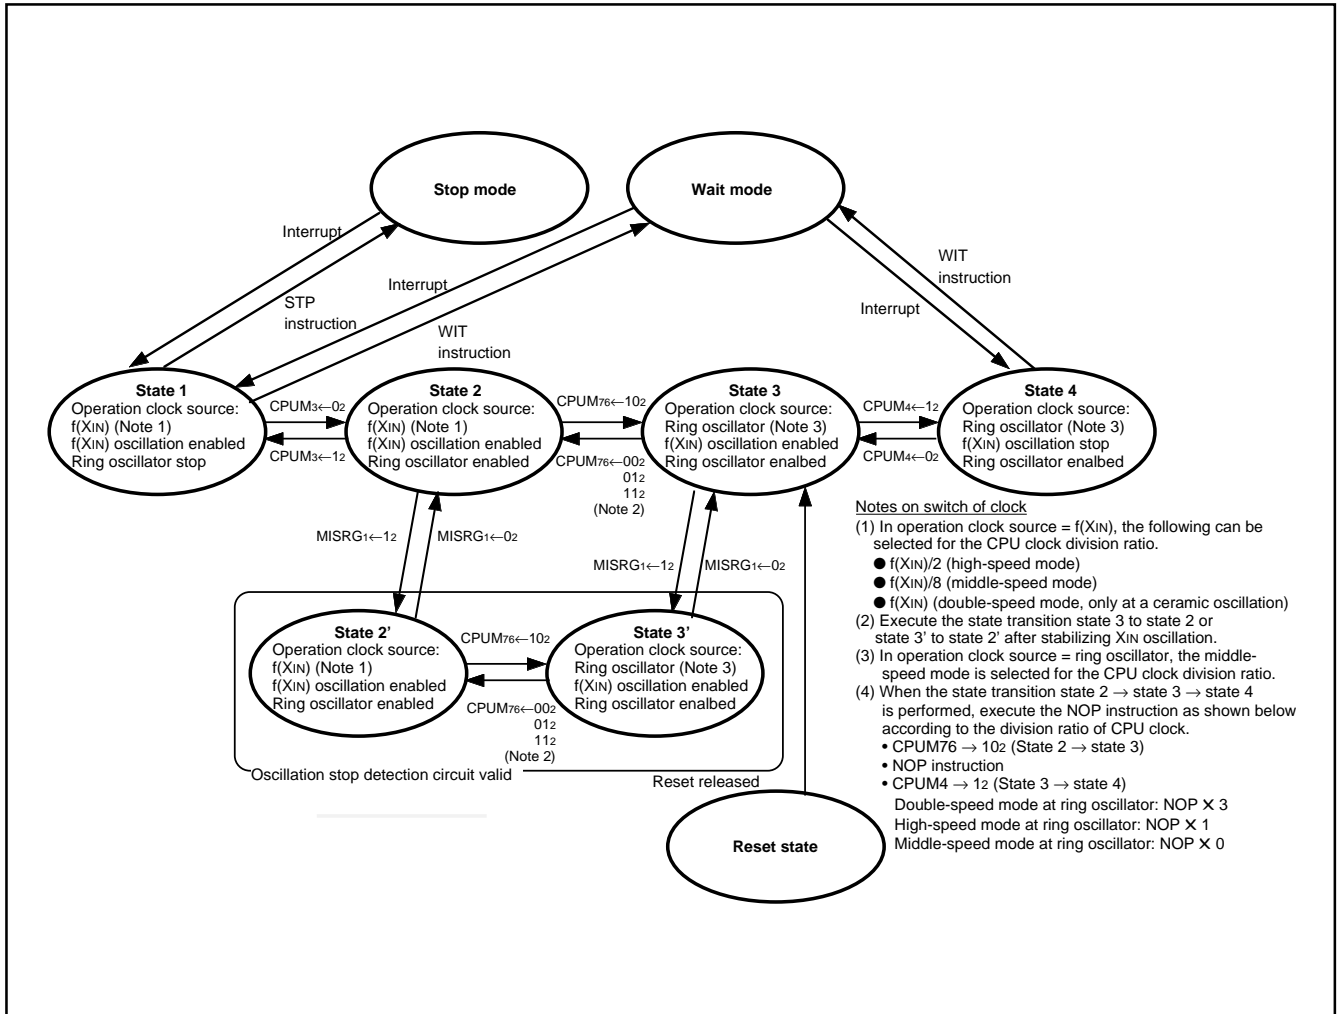 Stop mode
Wait mode
Interrupt
STP
instruction
Interrupt
WIT
instruction
WIT
instruction
Interrupt
State 1
Operation clock source:
f(XIN) (Note 1)
f(XIN) oscillation enabled
Ring oscillator stop
CPUM3←02
CPUM3←12
State 2
Operation clock source:
f(XIN) (Note 1)
f(XIN) oscillation enabled
Ring oscillator enabled
CPUM76←102
CPUM76←002
012
112
(Note 2)
State 3
Operation clock source:
Ring oscillator (Note 3)
f(XIN) oscillation enabled
Ring oscillator enalbed
CPUM4←12
CPUM4←02
State 4
Operation clock source:
Ring oscillator (Note 3)
f(XIN) oscillation stop
Ring oscillator enalbed
MISRG1←12
MISRG1←02
MISRG1←12
MISRG1←02
State 2’
Operation clock source:
f(XIN) (Note 1)
f(XIN) oscillation enabled
Ring oscillator enabled
CPUM76←102
CPUM76←002
012
112
(Note 2)
State 3’
Operation clock source:
Ring oscillator (Note 3)
f(XIN) oscillation enabled
Ring oscillator enalbed
Oscillation stop detection circuit valid
Reset released
Reset state
Notes on switch of clock
(1) In operation clock source = f(XIN), the following can be
selected for the CPU clock division ratio.
● f(XIN)/2 (high-speed mode)
● f(XIN)/8 (middle-speed mode)
● f(XIN) (double-speed mode, only at a ceramic oscillation)
(2) Execute the state transition state 3 to state 2 or
state 3’ to state 2’ after stabilizing XIN oscillation.
(3) In operation clock source = ring oscillator, the middle-
speed mode is selected for the CPU clock division ratio.
(4) When the state transition state 2 → state 3 → state 4
is performed, execute the NOP instruction as shown below
according to the division ratio of CPU clock.
• CPUM76 → 102 (State 2 → state 3)
• NOP instruction
• CPUM4 → 12 (State 3 → state 4)
Double-speed mode at ring oscillator: NOP ✕ 3
High-speed mode at ring oscillator: NOP ✕ 1
Middle-speed mode at ring oscillator: NOP ✕ 0